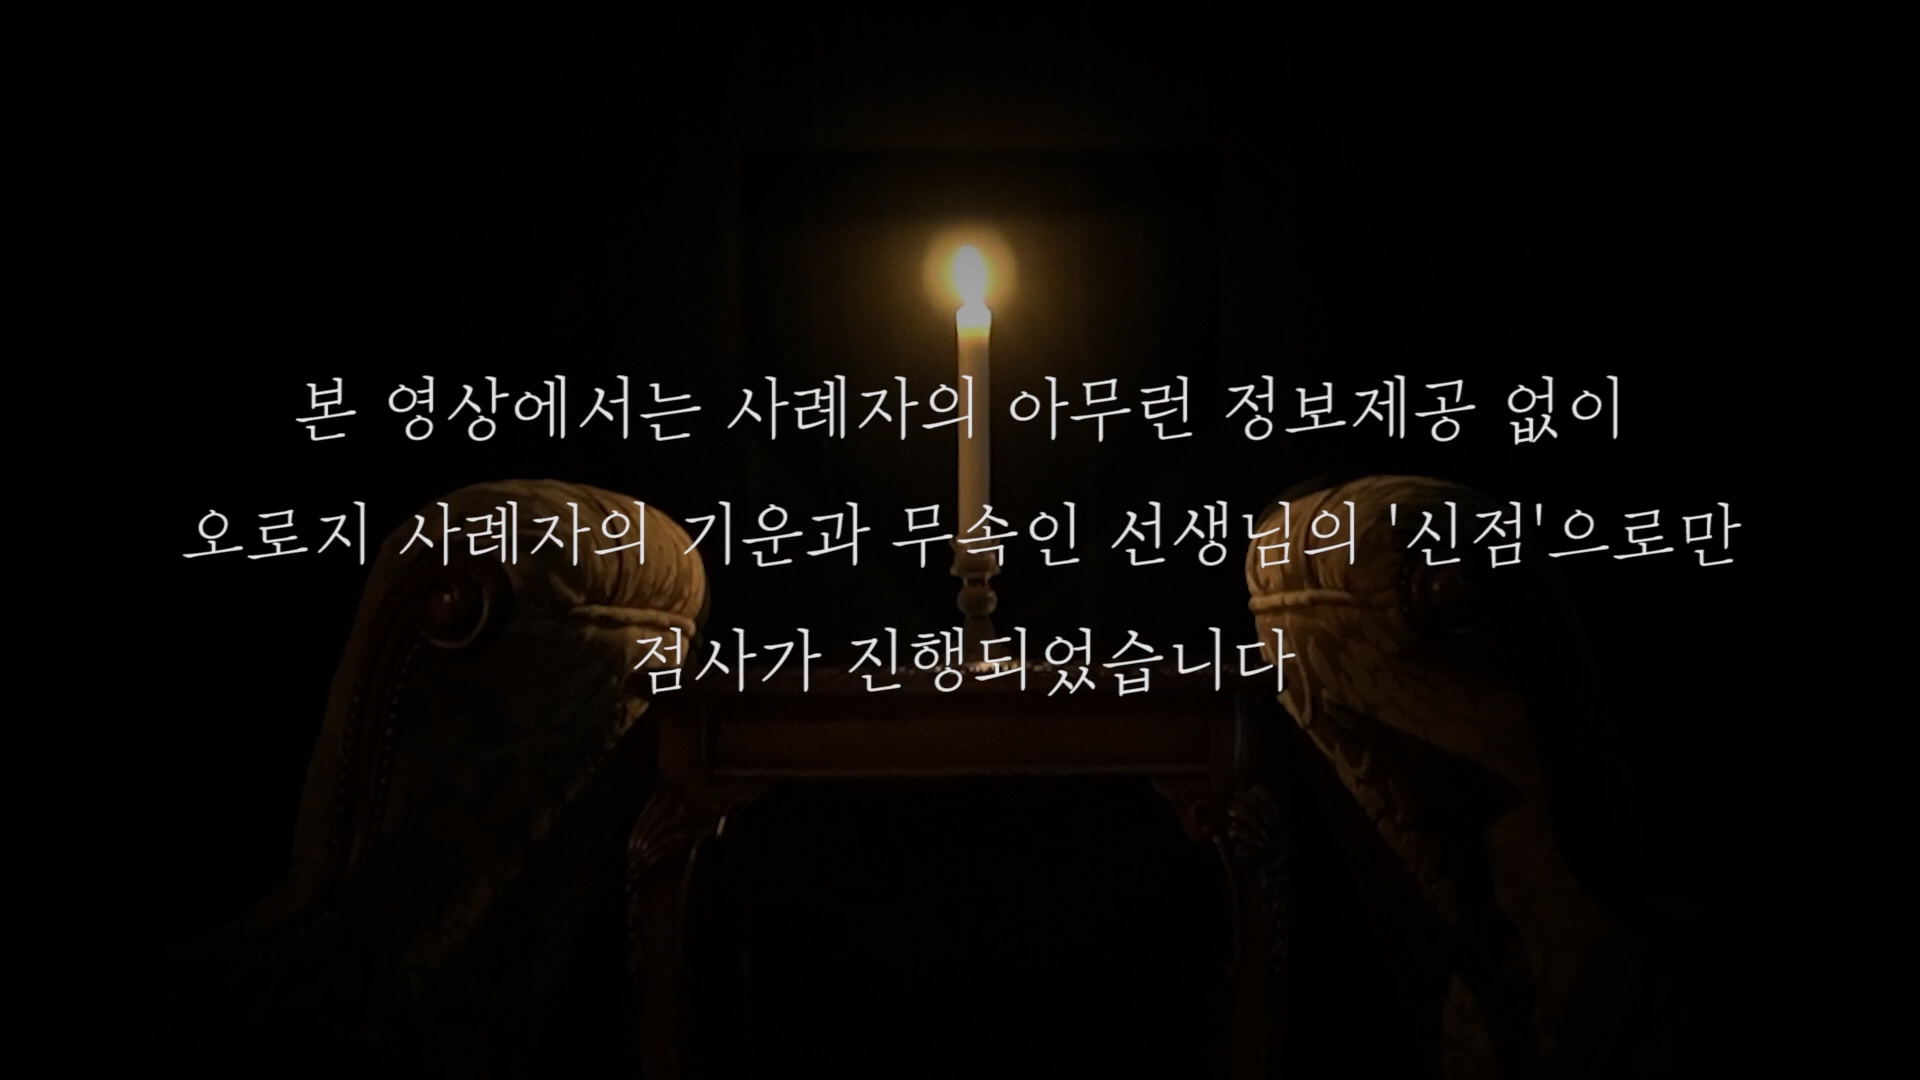 본 영상에서는 사례자의 아무런 정보제공 없이
오로지 사례자의 기운과 무속인 선생님의 '신점'으로만
점사가 진행되었습니다